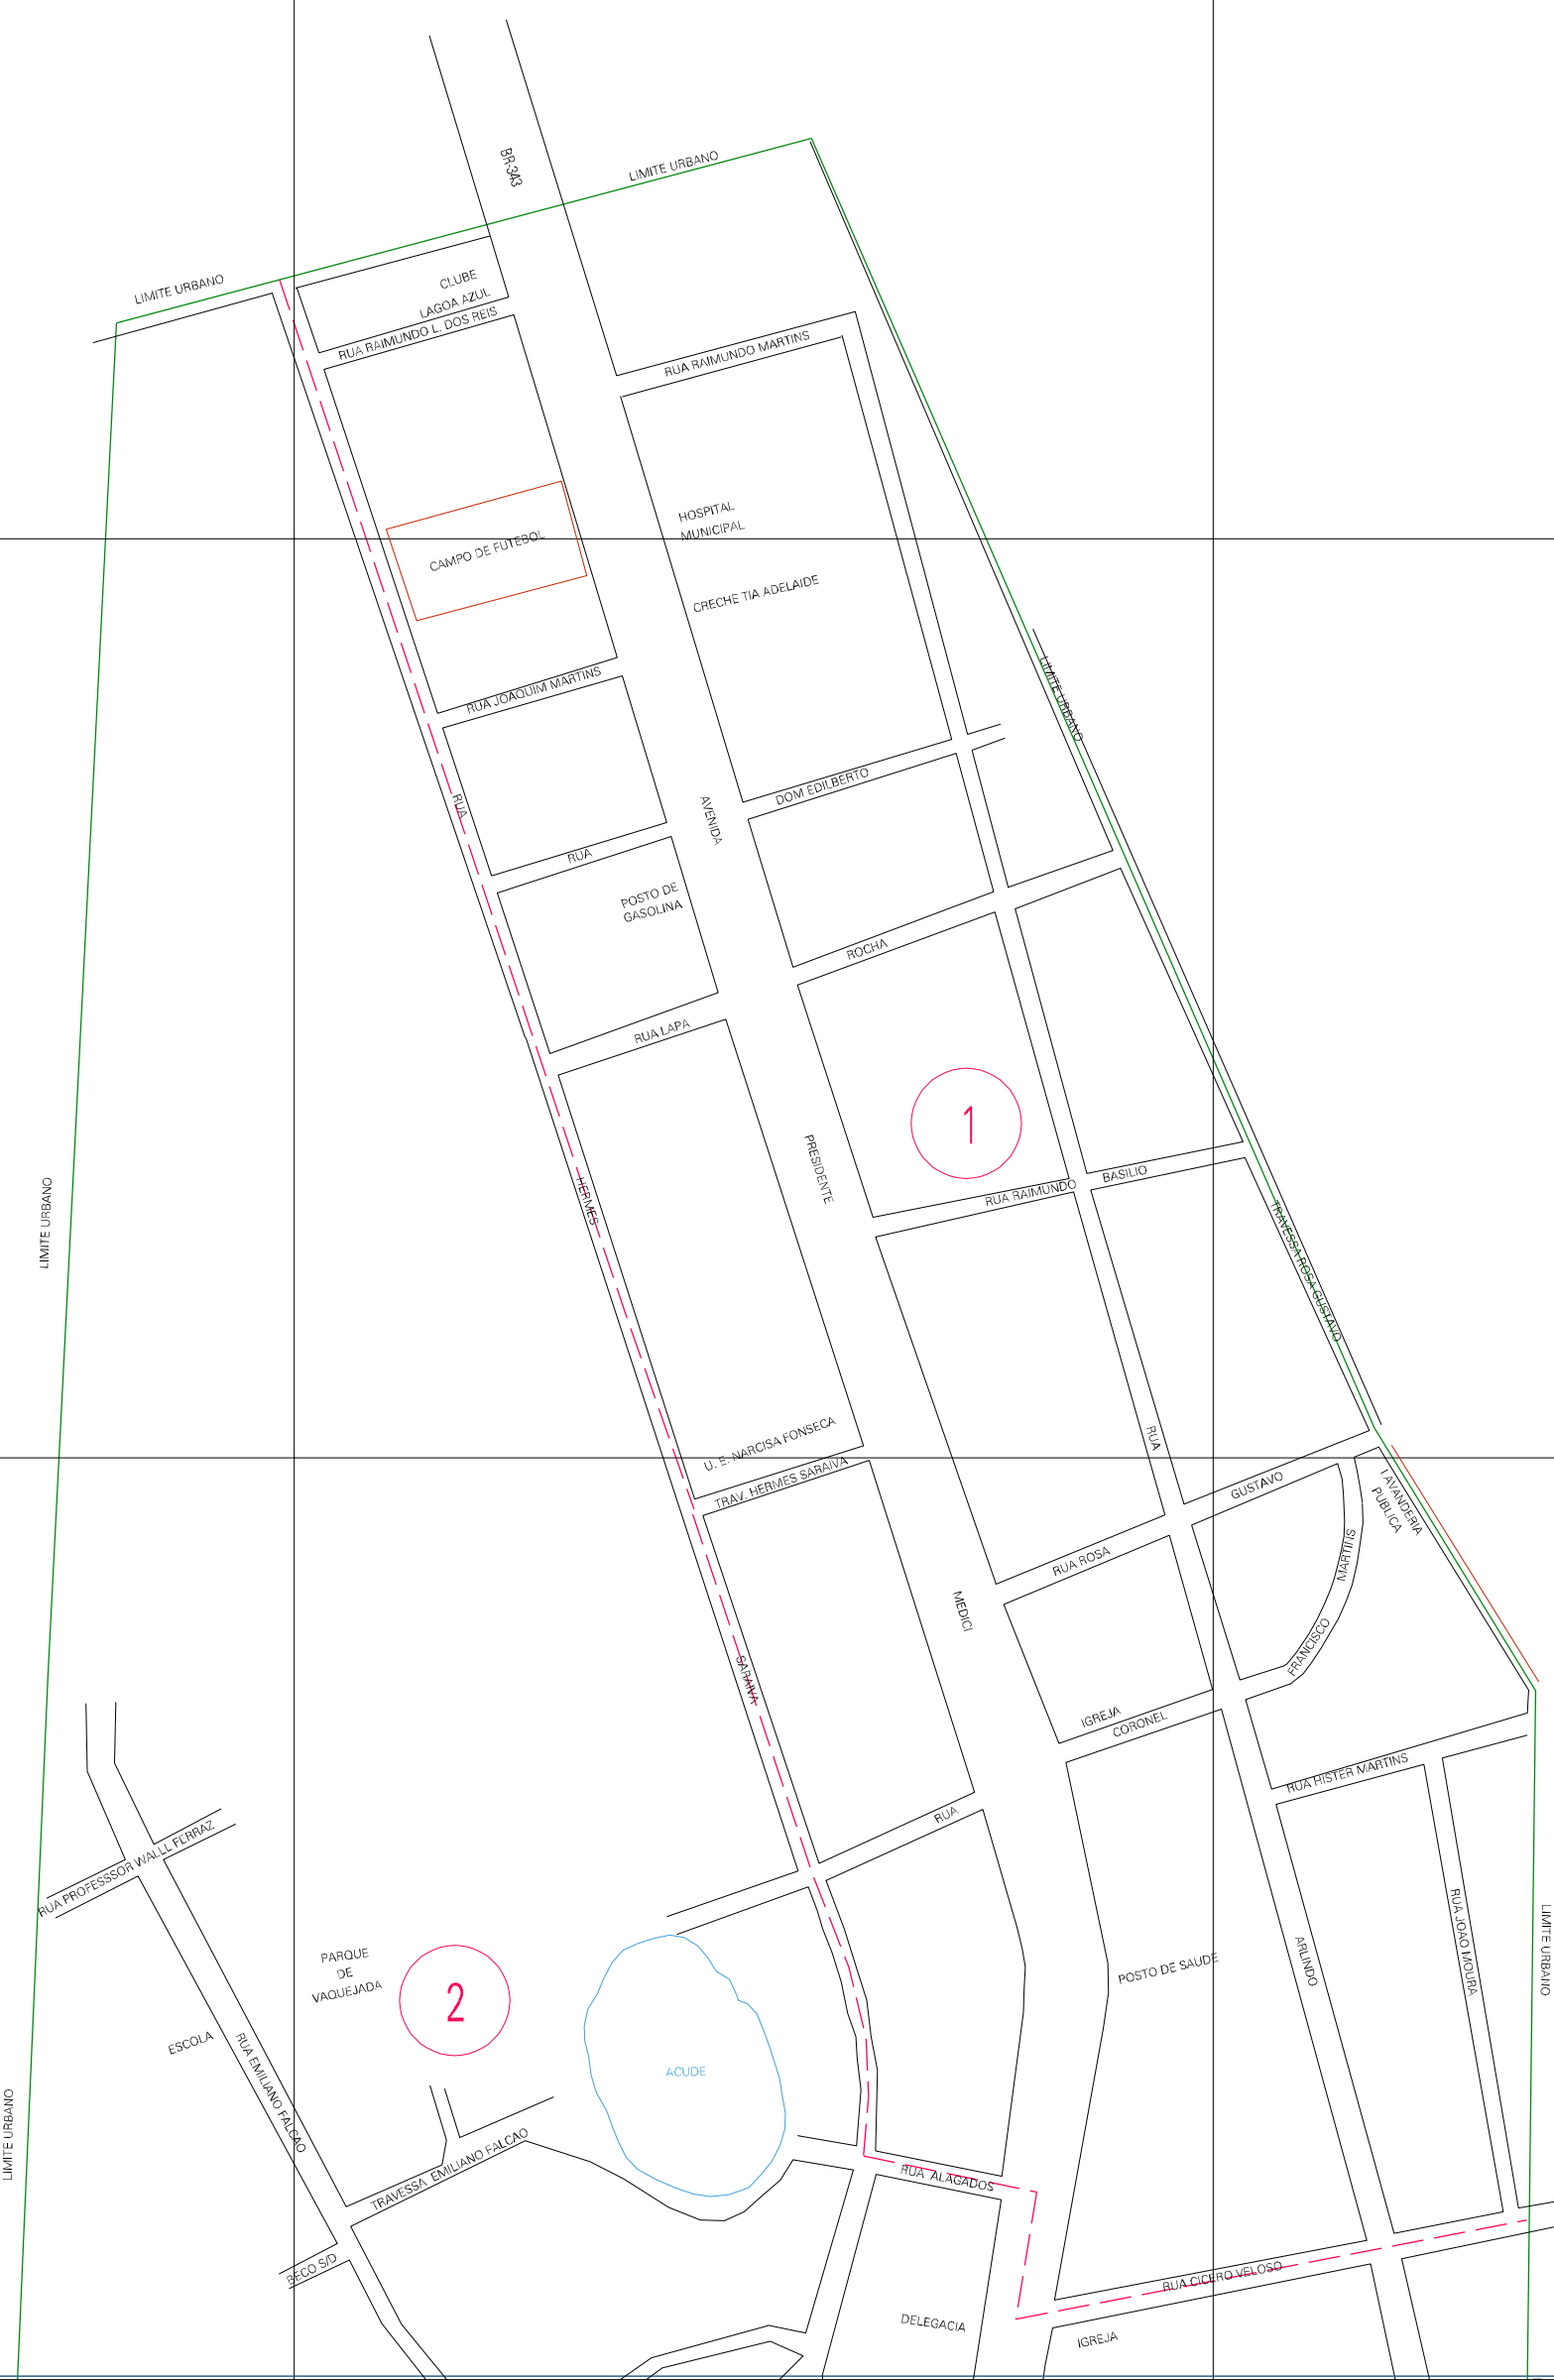 BR-343
LIMITE URBANO
LIMITE URBANO
CLUBE
LAGOA AZUL
RUA RAIMUNDO L. DOS REIS
RUA RAIMUNDO MARTINS
HOSPITAL
MUNICIPAL
CAMPO DE FUTEBOL
CRECHE TIA ADELAIDE
LIMITE URBANO
RUA JOAQUIM MARTINS
RUA
AVENIDA
DOM EDILBERTO
RUA
POSTO DE
GASOLINA
ROCHA
RUA LAPA
1
PRESIDENTE
HERMES
RUA RAIMUNDO
BASILIO
LIMITE URBANO
TRAVESSA ROSA GUSTAVO
U. E. NARCISA FONSECA
TRAV. HERMES SARAIVA
RUA
GUSTAVO
LAVANDERIA
PUBLICA
RUA ROSA
MARTINS
MEDICI
FRANCISCO
SARAIVA
IGREJA
CORONEL
RUA HISTER MARTINS
RUA
RUA PROFESSSOR WALLL FERRAZ
PARQUE
DE
VAQUEJADA
2
POSTO DE SAUDE
ARLINDO
RUA JOAO MOURA
LIMITE URBANO
ESCOLA
RUA EMILIANO FALCAO
ACUDE
LIMITE URBANO
TRAVESSA EMILIANO FALCAO
RUA ALAGADOS
BECO S/D
RUA CICERO VELOSO
DELEGACIA
IGREJA